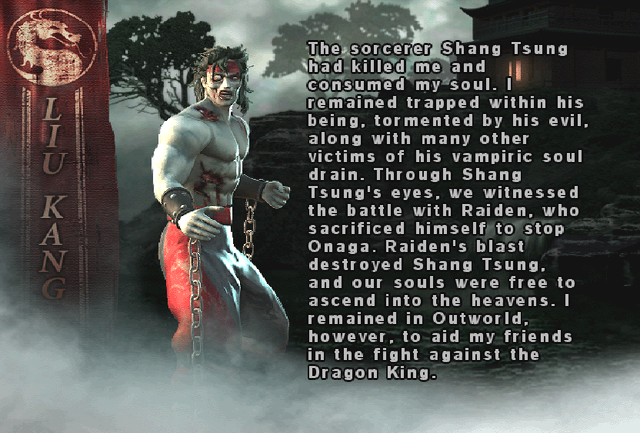 LIU KANG
The sorcerer Shang Tsung
had killed me and
consumed my soul. I
remained trapped within his
being, tormented by his evil,
along with many other
victims of his vampiric soul
drain. Through Shang
Tsung's eyes, we witnessed
the battle with Raiden, who
sacrificed himself to stop
Onaga. Raiden's blast
destroyed Shang Tsung,
and our souls were free to
ascend into the heavens. I
remained in Outworld,
however, to aid my friends
in the fight against the
Dragon King.